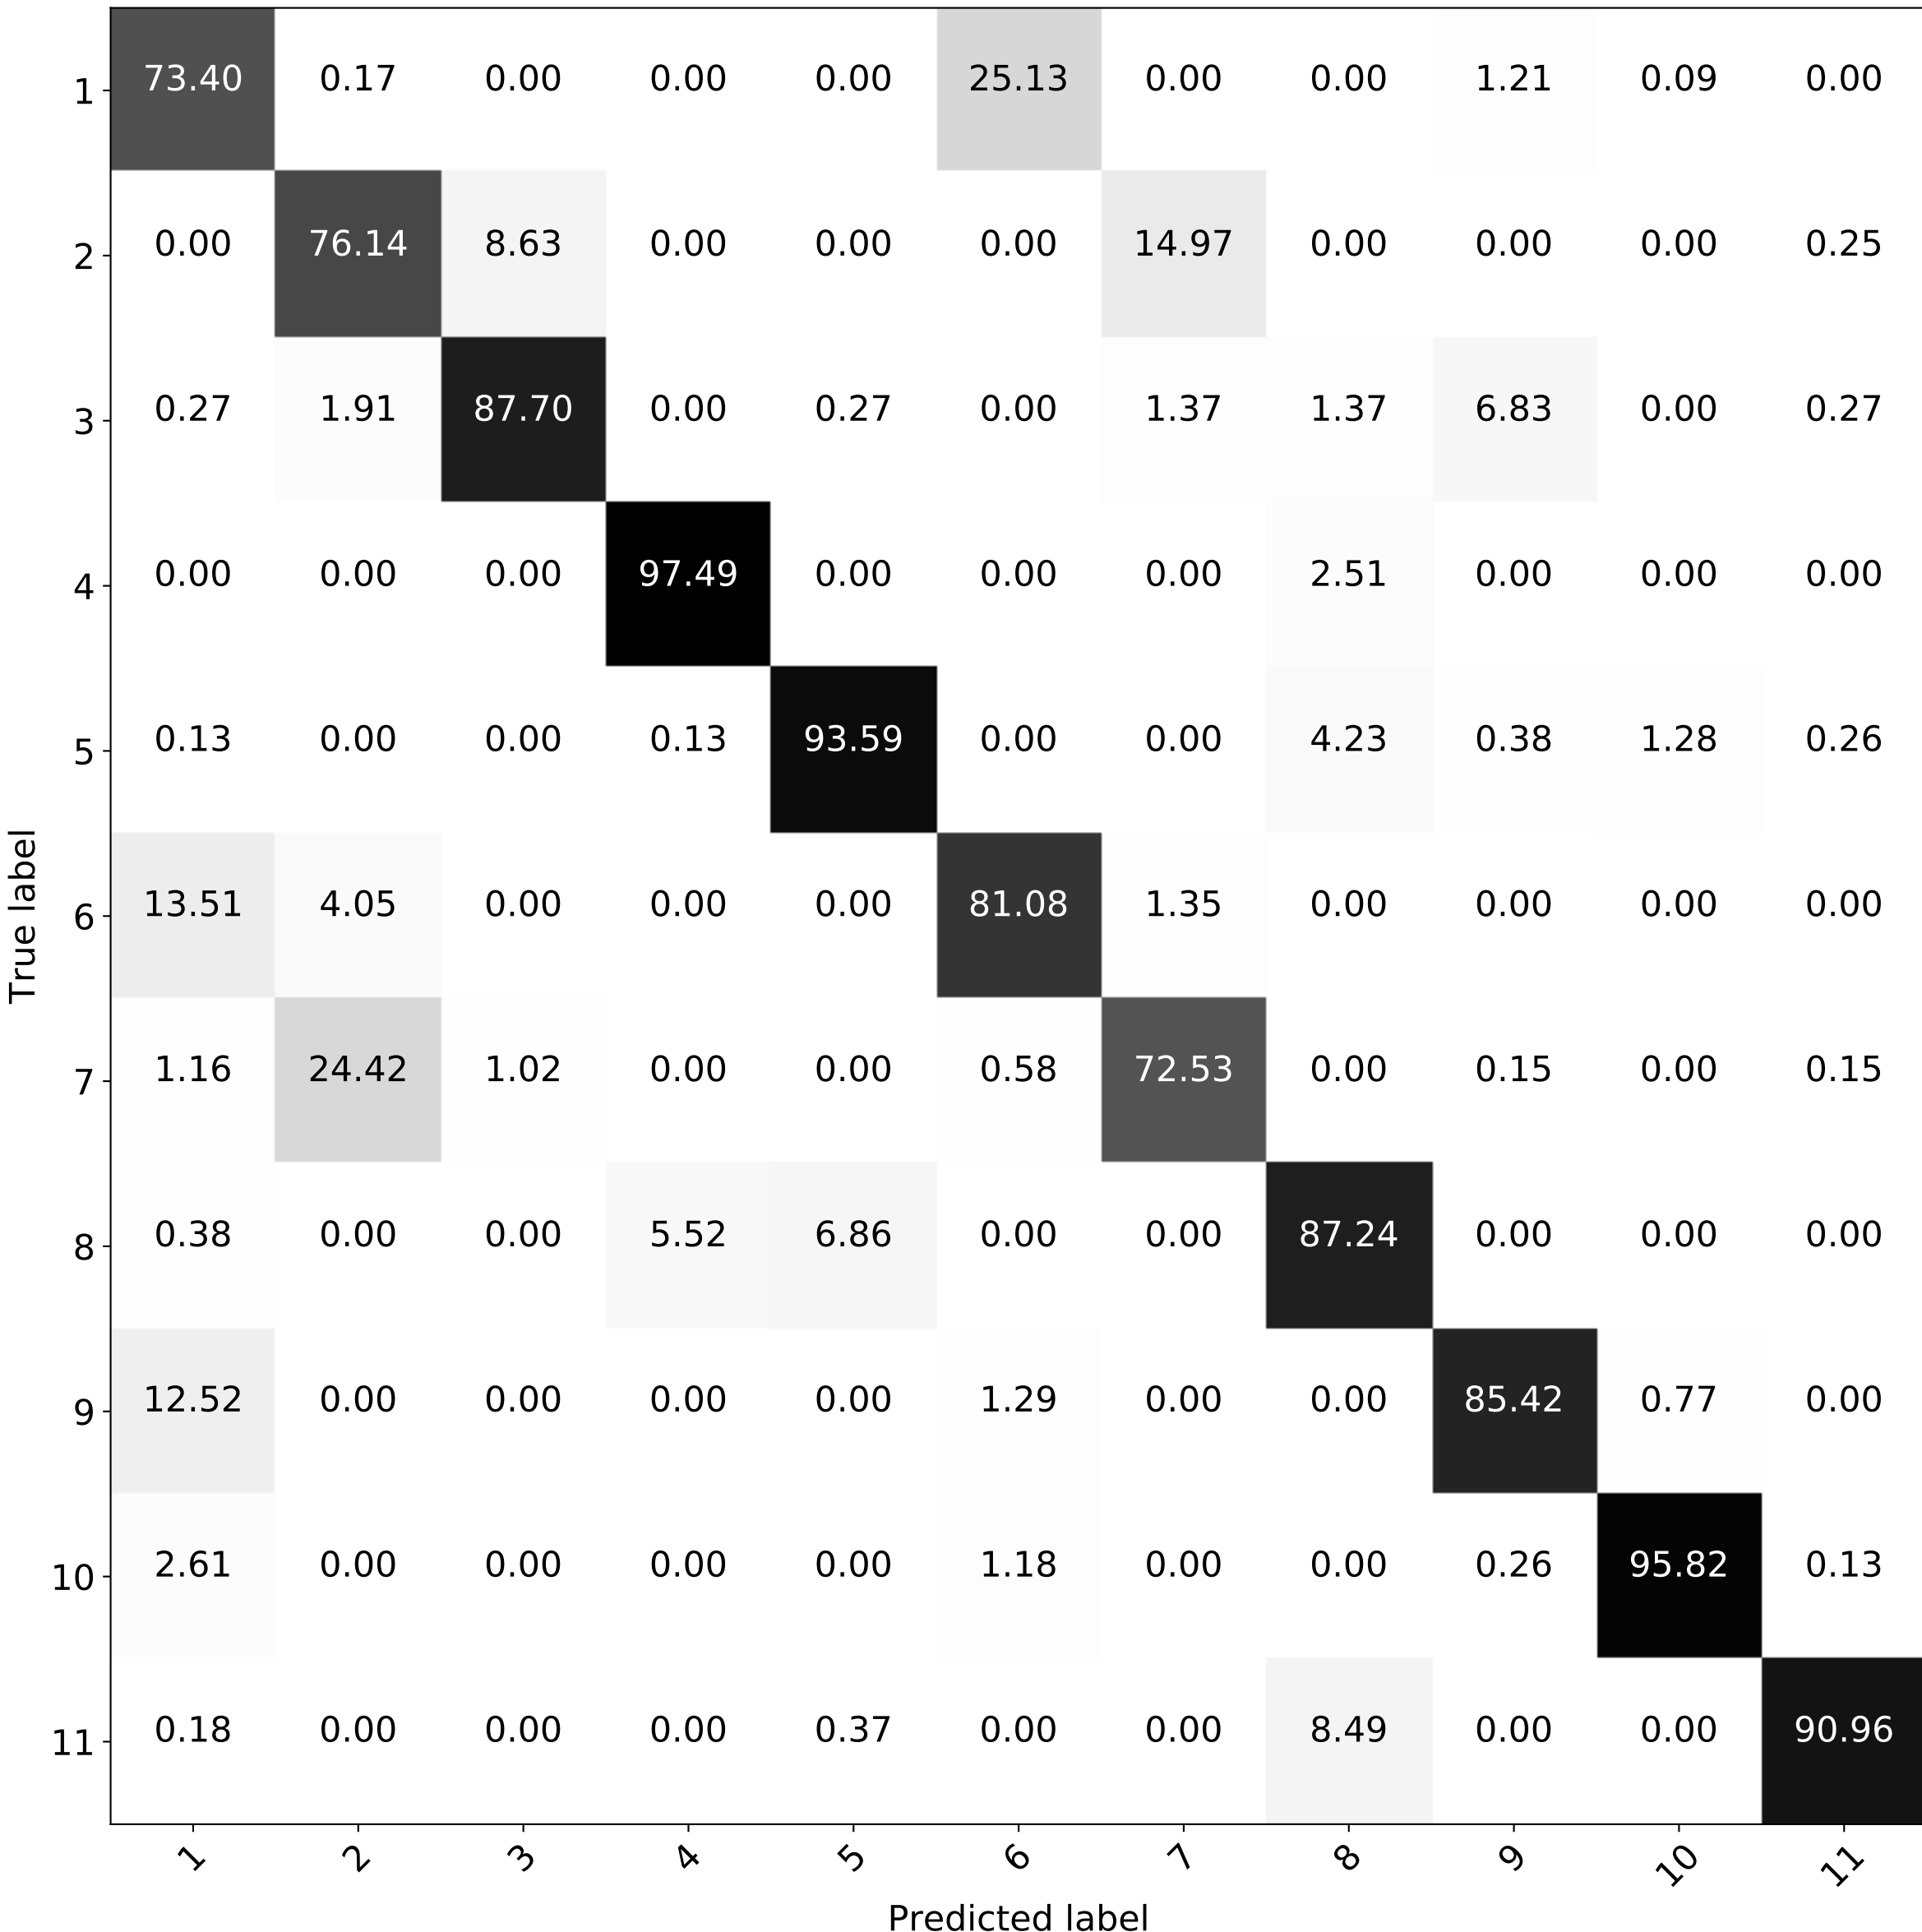 1 73.40 0.17 0.00 0.00 0.00 25.13 0.00 0.00 1.21 0.09 0.00
2 0.00 76.14 8.63 0.00 0.00 0.00 14.97 0.00 0.00 0.00 0.25
3 0.27 1.91 87.70 0.00 0.27 0.00 1.37 1.37 6.83 0.00 0.27
4 0.00 0.00 0.00 97.49 0.00 0.00 0.00 2.51 0.00 0.00 0.00
5 0.13 0.00 0.00 0.13 93.59 0.00 0.00 4.23 0.38 1.28 0.26
6 13.51 4.05 0.00 0.00 0.00 81.08 1.35 0.00 0.00 0.00 0.00
7 1.16 24.42 1.02 0.00 0.00 0.58 72.53 0.00 0.15 0.00 0.15
8 0.38 0.00 0.00 5.52 6.86 0.00 0.00 87.24 0.00 0.00 0.00
9 12.52 0.00 0.00 0.00 0.00 1.29 0.00 0.00 85.42 0.77 0.00
10 2.61 0.00 0.00 0.00 0.00 1.18 0.00 0.00 0.26 95.82 0.13
11 0.18 0.00 0.00 0.00 0.37 0.00 0.00 8.49 0.00 0.00 90.96
True label
1 2 3 4 5 6 7 8 9 10 11
Predicted label